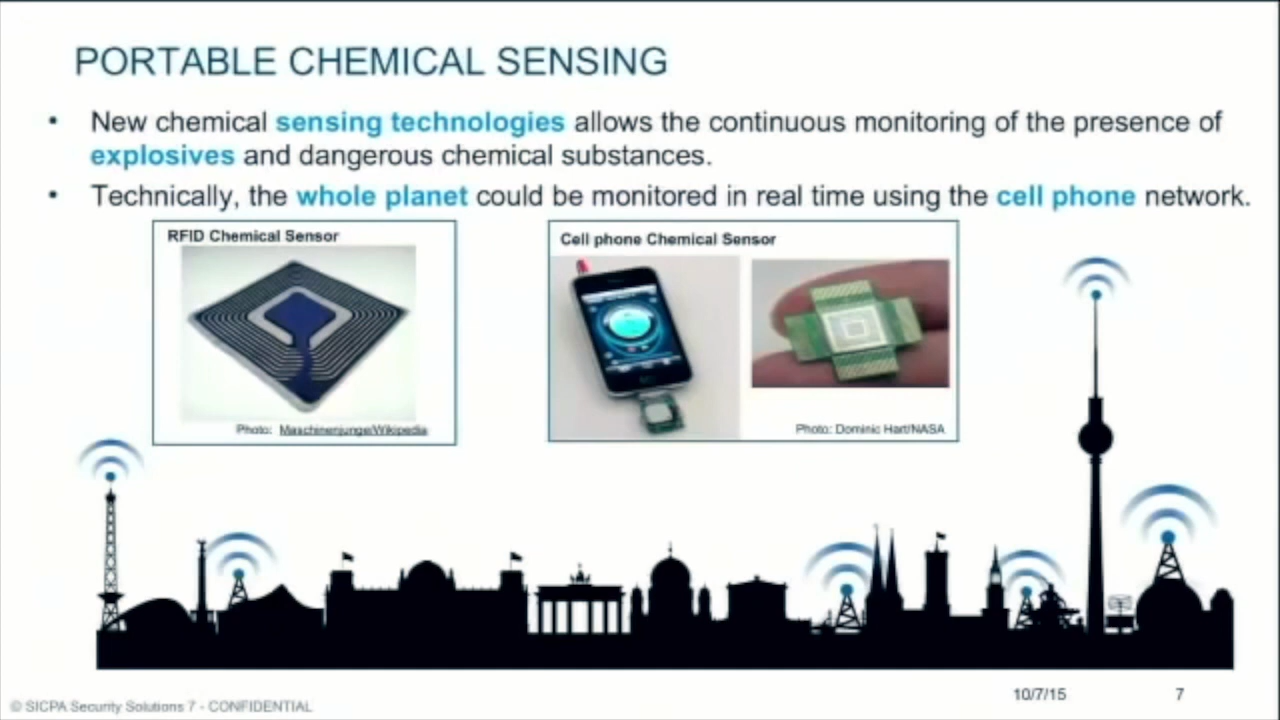 PORTABLE CHEMICAL SENSING
• New chemical sensing technologies allows the continuous monitoring of the presence of
explosives and dangerous chemical substances.
• Technically, the whole planet could be monitored in real time using the cell phone network.
RFID Chemical Sensor
Photo: Maschinenjunge/Wikipedia
Cell phone Chemical Sensor
Photo: Dominic Hart/NASA
© SICPA Security Solutions 7 - CONFIDENTIAL
10/7/15
7